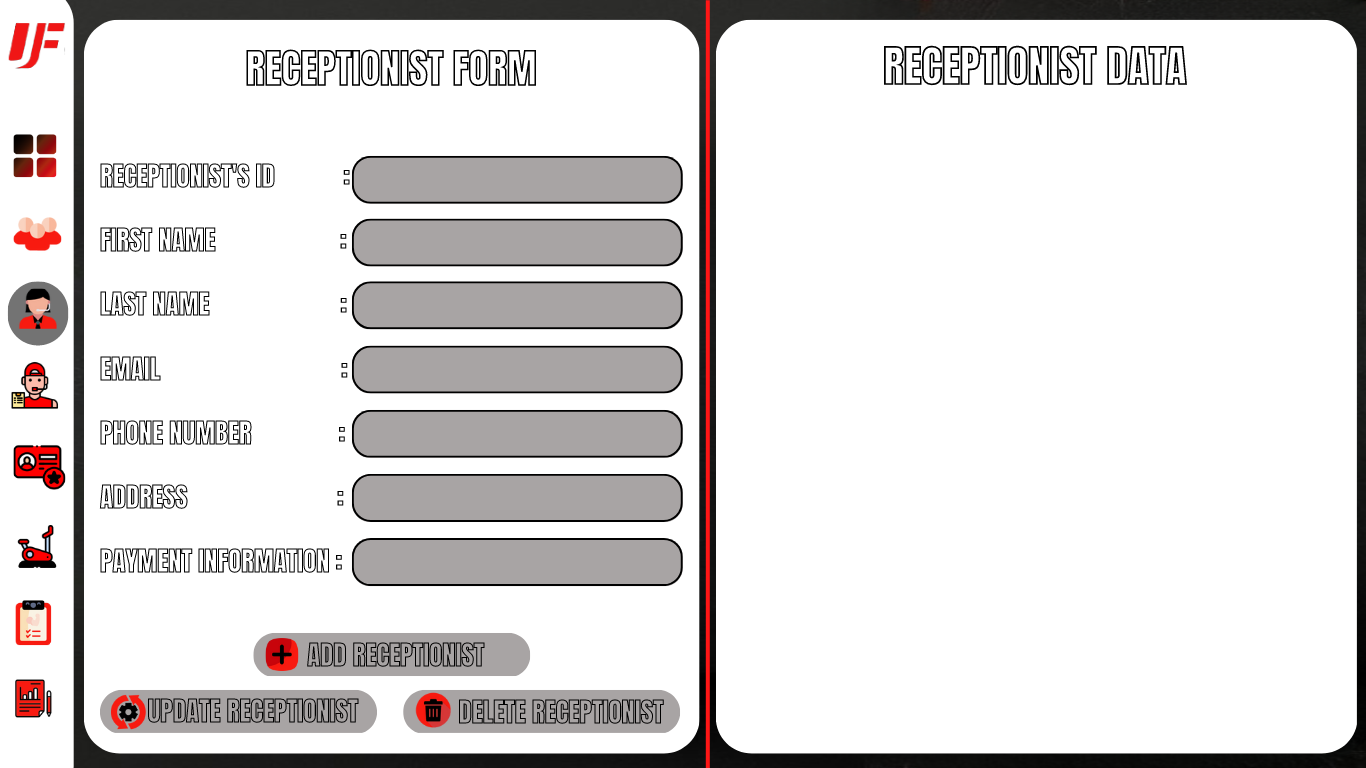 JF
RECEPTIONIST FORM
RECEPTIONIST'S ID :
FIRST NAME :
LAST NAME :
EMAIL :
PHONE NUMBER :
ADDRESS :
PAYMENT INFORMATION :
ADD RECEPTIONIST
UPDATE RECEPTIONIST
DELETE RECEPTIONIST
RECEPTIONIST DATA